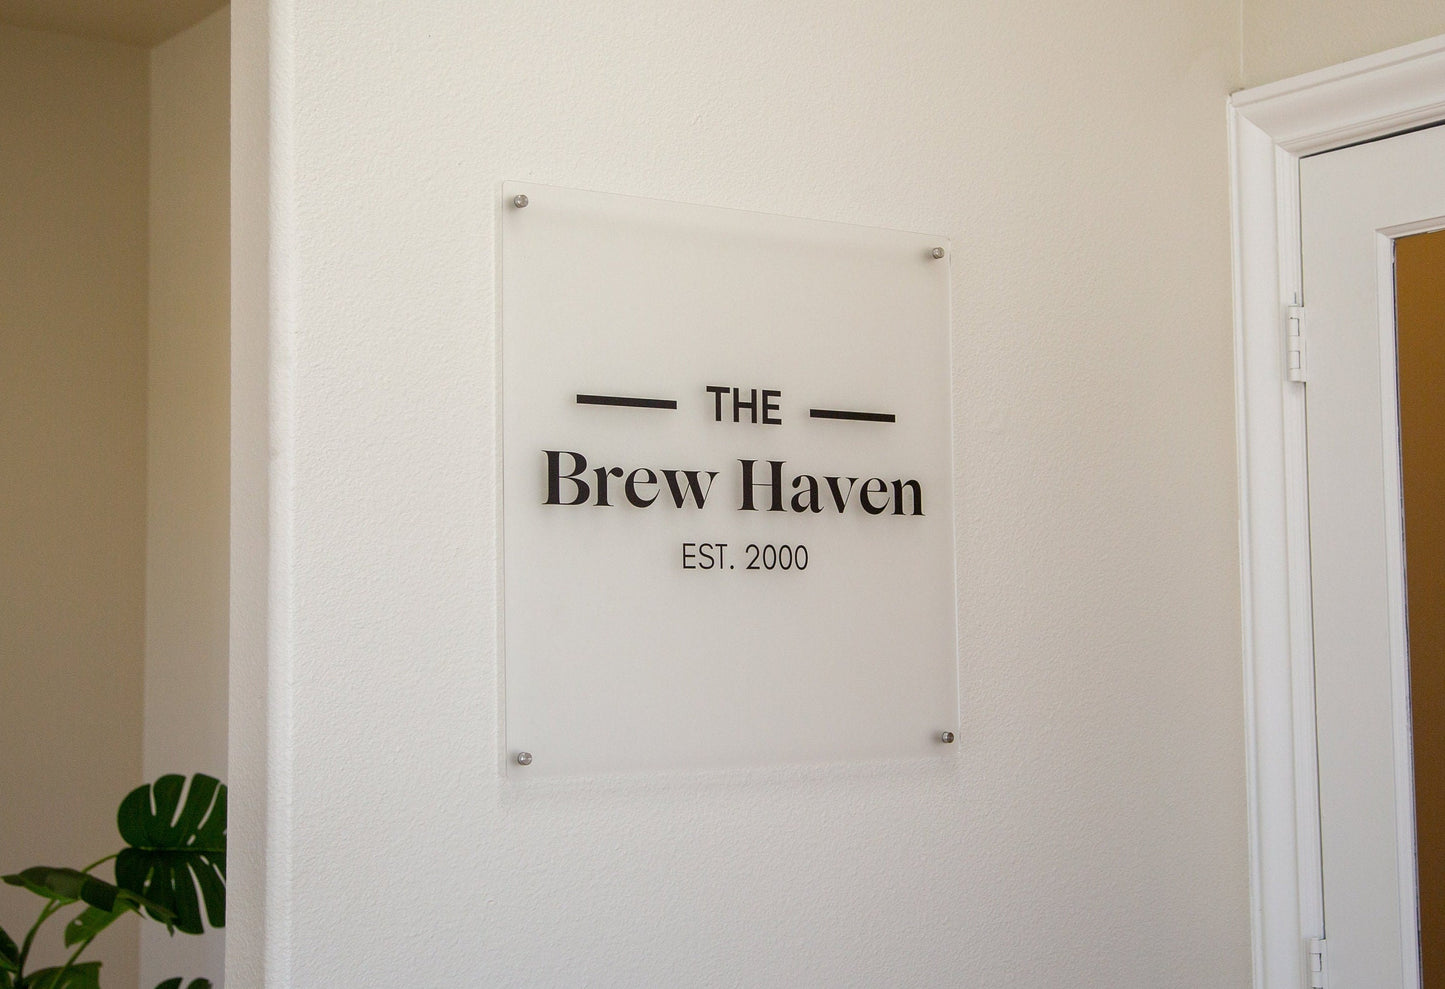 THE
Brew Haven
EST. 2000